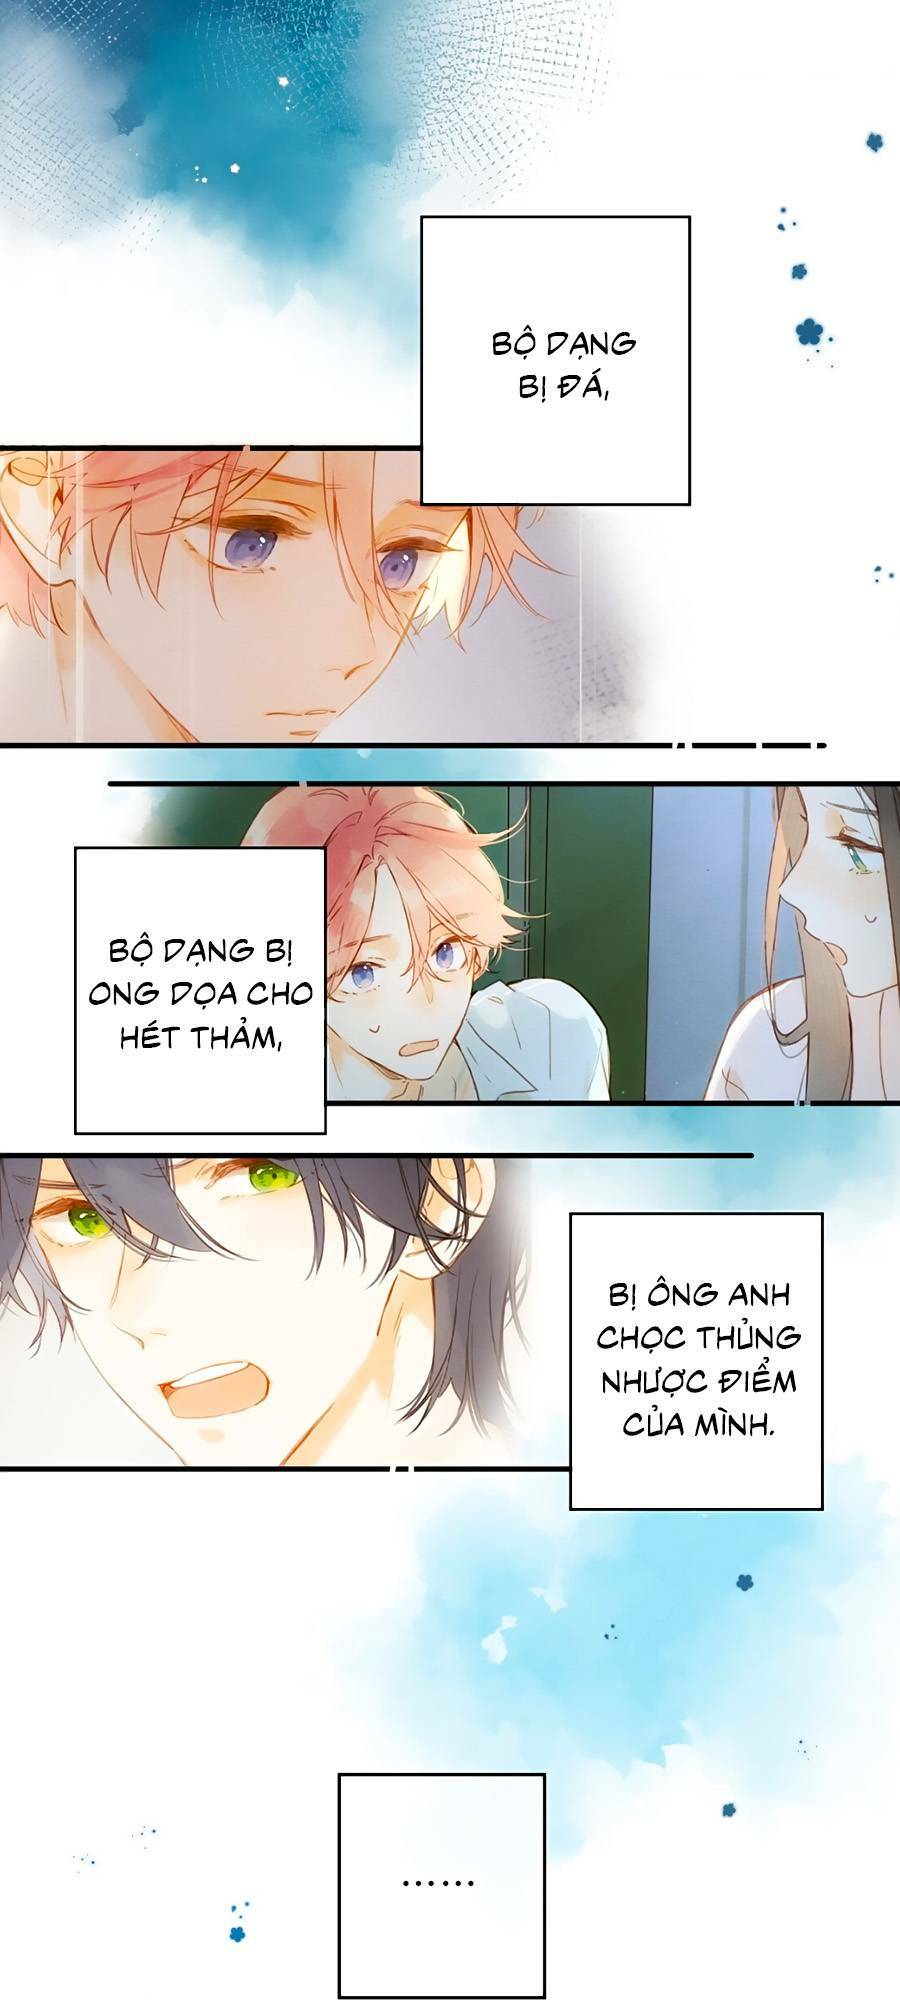 BỘ DẠNG
BỊ ĐÁ,
BỘ DẠNG BỊ
ONG DỌA CHO
HÉT THẢM,
BỊ ÔNG ANH
CHỌC THỦNG
NHƯỢC ĐIỂM
CỦA MÌNH.
......